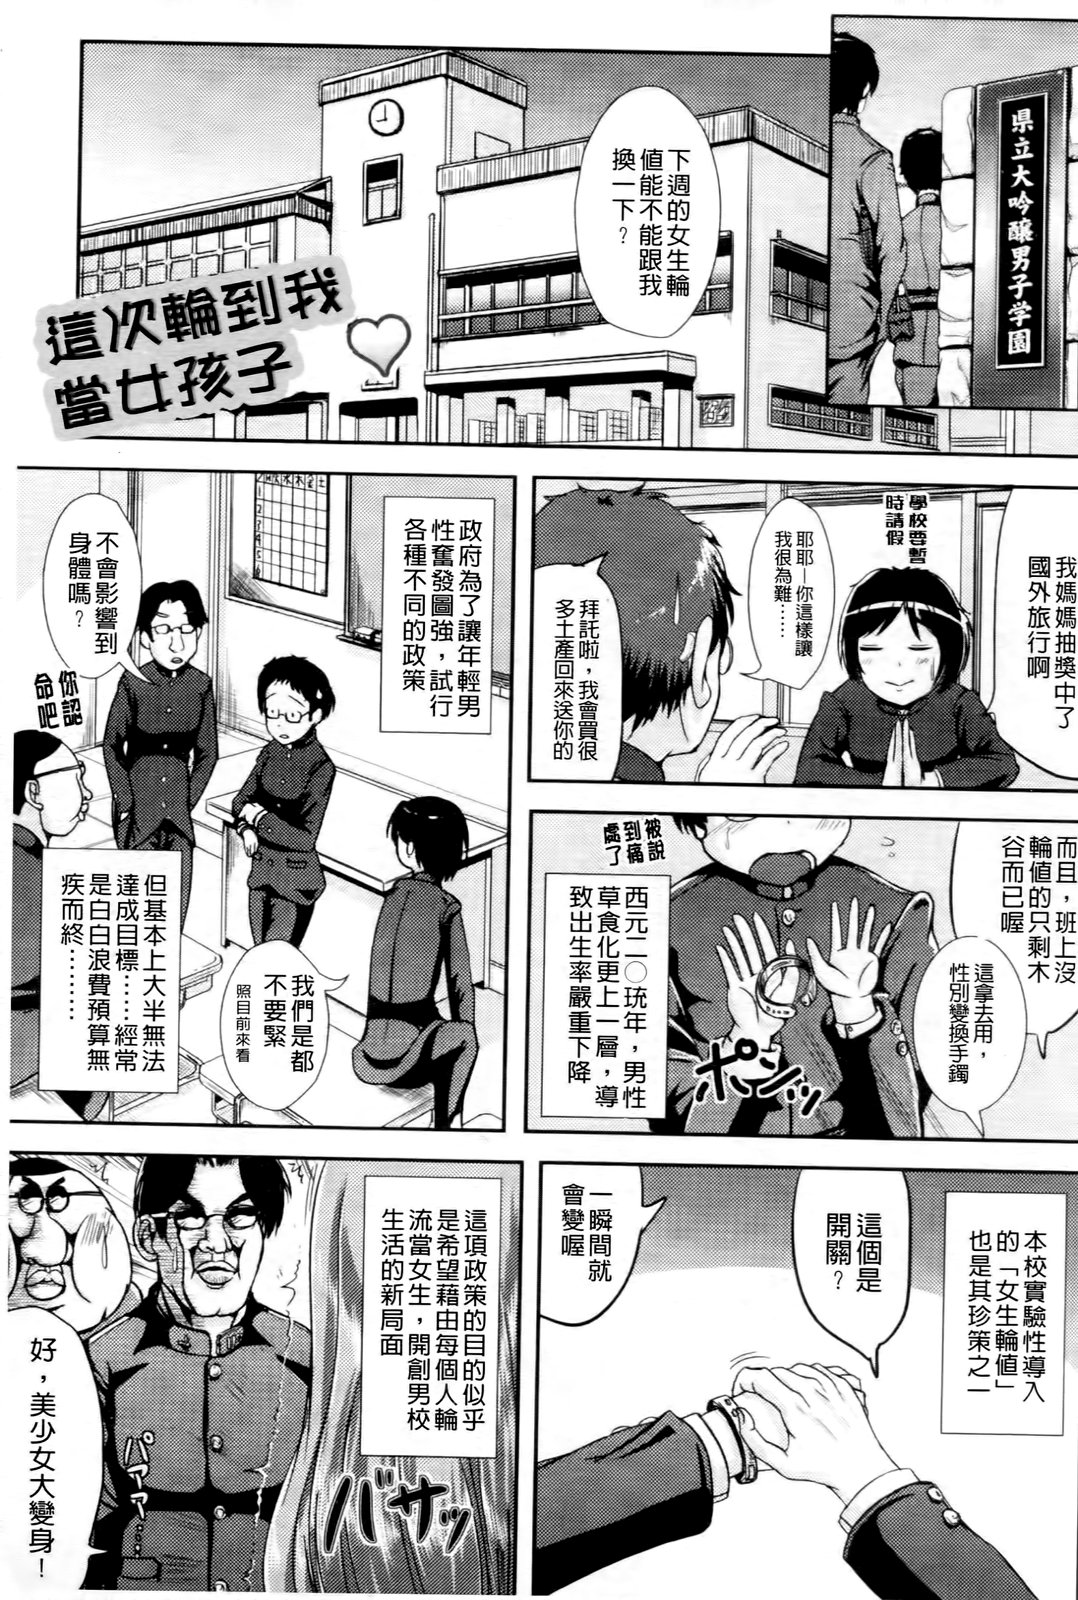 県立大吟醸男子学園
下週的女生輪
值能不能跟我
換一下？
這次輪到我
當女孩子
我媽媽抽獎中了
國外旅行啊
學校要暫
時請假
耶耶—你這樣讓
我很為難……
拜託啦，我會買很
多土產回來送你的
而且，班上沒
輪值的只剩木
谷而已喔
這拿去用，
性別變換手鐲
ポンッ
被說
到痛
處了
西元二〇琉年，男性
草食化更上一層，導
致出生率嚴重下降
政府為了讓年輕男
性奮發圖強，試行
各種不同的政策
土
金
木
水
1
2
3
4
5
6
不會影響到
身體嗎？
你認
命吧
我們是都
不要緊
照目前來看
但基本上大半無法
達成目標……經常
是白白浪費預算無
疾而終…………
本校實驗性導入
的「女生輪值」
也是其珍策之一
這個是
開關？
一瞬間就
會變喔
這項政策的目的似乎
是希望藉由每個人輪
流當女生，開創男校
生活的新局面
バサッ
パァァァ…
好，美少女大變身！